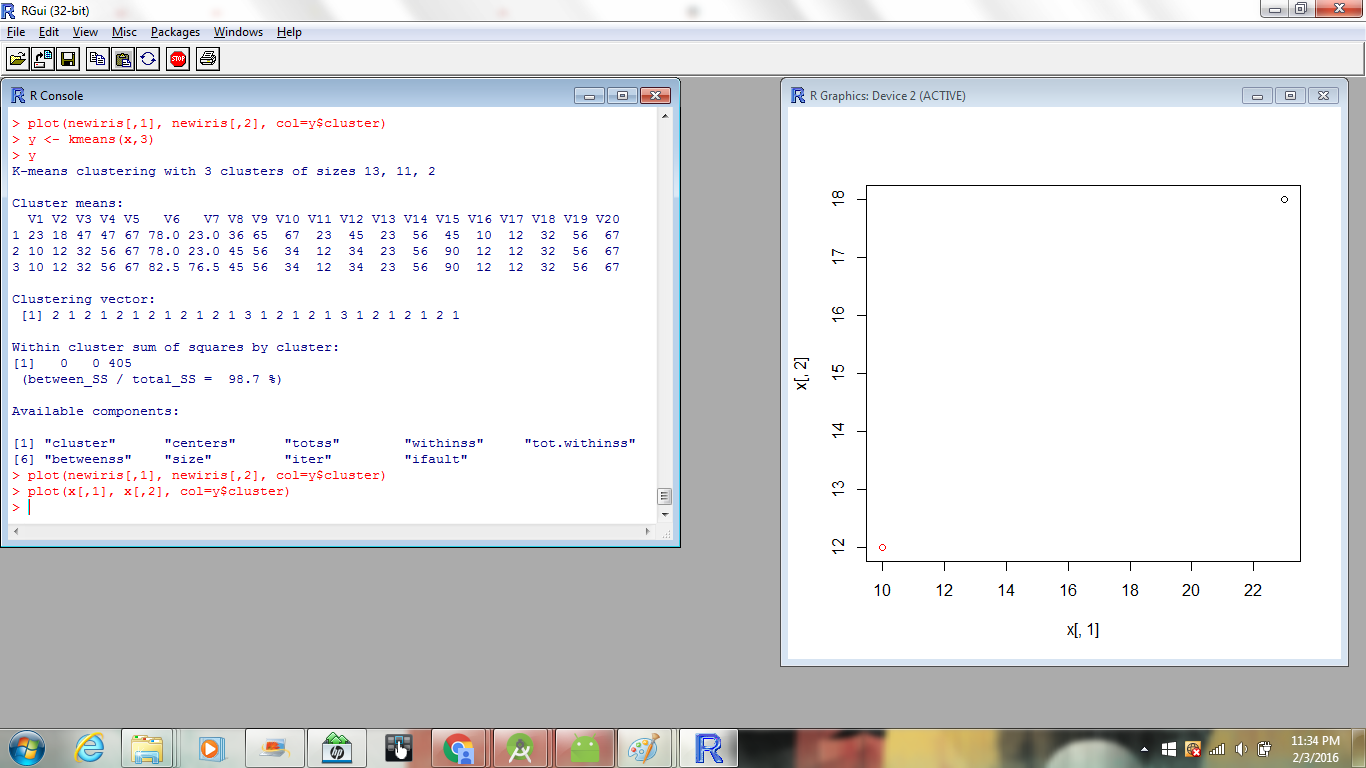 RGui (32-bit)
File Edit View Misc Packages Windows Help
STOP
R Console
> plot(newiris[,1], newiris[,2], col=y$cluster)
> y <- kmeans(x,3)
> y
K-means clustering with 3 clusters of sizes 13, 11, 2
Cluster means:
  V1 V2 V3 V4 V5   V6   V7 V8 V9 V10 V11 V12 V13 V14 V15 V16 V17 V18 V19 V20
1 23 18 47 47 67 78.0 23.0 36 65  67  23  45  23  56  45  10  12  32  56  67
2 10 12 32 56 67 78.0 23.0 45 56  34  12  34  23  56  90  12  12  32  56  67
3 10 12 32 56 67 82.5 76.5 45 56  34  12  34  23  56  90  12  12  32  56  67
Clustering vector:
 [1] 2 1 2 1 2 1 2 1 2 1 2 1 3 1 2 1 2 1 3 1 2 1 2 1 2 1
Within cluster sum of squares by cluster:
[1]   0   0 405
 (between_SS / total_SS =  98.7 %)
Available components:
[1] "cluster"      "centers"      "totss"        "withinss"     "tot.withinss"
[6] "betweenss"    "size"         "iter"         "ifault"
> plot(newiris[,1], newiris[,2], col=y$cluster)
> plot(x[,1], x[,2], col=y$cluster)
>
R Graphics: Device 2 (ACTIVE)
18
17
16
15
14
13
12
x[, 2]
10 12 14 16 18 20 22
x[, 1]
hp
R
11:34 PM
2/3/2016